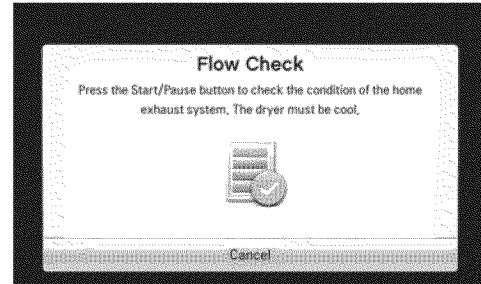 Flow Check
Press the Start/Pause button to check the condition of the home
exhaust system. The dryer must be cool.
Cancel